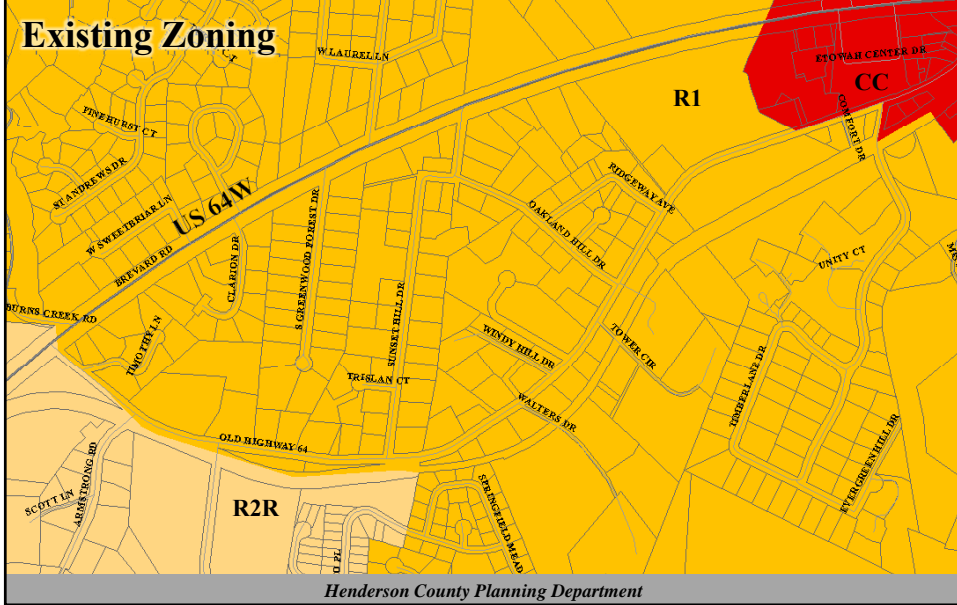 Existing Zoning
CT
W LAUREL LN
ETOWAH CENTER DR
CC
R1
COMFORT DR
PINEHURST CT
ST ANDREWS DR
RIDGEWAY AVE
W SWEETBRIAR LN
US 64W
OAKLAND HILL DR
BREVARD RD
CLARION DR
S GREENWOOD FOREST DR
UNITY CT
BURNS CREEK RD
SUNSET HILL DR
TIMOTHY LN
WINDY HILL DR
TOWER CIR
TRISLAN CT
TIMBERLANE DR
WALTERS DR
OLD HIGHWAY 64
EVERGREEN HILL DR
ARMSTRONG RD
SCOTT LN
R2R
SPRINGFIELD MEAD
O PL
Henderson County Planning Department